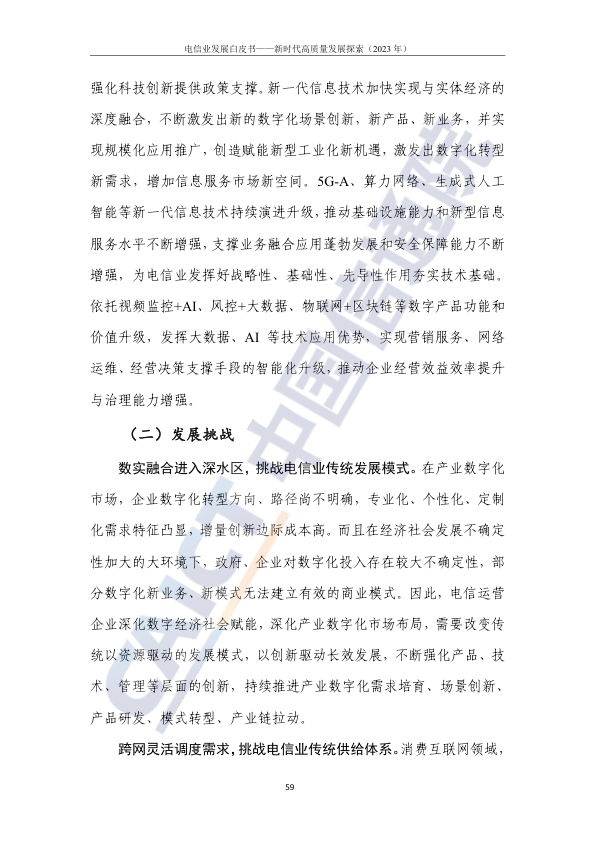 电信业发展白皮书——新时代高质量发展探索（2023 年）
强化科技创新提供政策支撑。新一代信息技术加快实现与实体经济的
深度融合，不断激发出新的数字化场景创新，新产品、新业务，并实
现规模化应用推广，创造赋能新型工业化新机遇，激发出数字化转型
新需求，增加信息服务市场新空间。5G-A、算力网络、生成式人工
智能等新一代信息技术持续演进升级，推动基础设施能力和新型信息
服务水平不断增强，支撑业务融合应用蓬勃发展和安全保障能力不断
增强，为电信业发挥好战略性、基础性、先导性作用夯实技术基础。
依托视频监控+AI、风控+大数据、物联网+区块链等数字产品功能和
价值升级，发挥大数据、AI 等技术应用优势，实现营销服务、网络
运维、经营决策支撑手段的智能化升级，推动企业经营效益效率提升
与治理能力增强。
（二）发展挑战
数实融合进入深水区，挑战电信业传统发展模式。在产业数字化
市场，企业数字化转型方向、路径尚不明确，专业化、个性化、定制
化需求特征凸显，增量创新边际成本高。而且在经济社会发展不确定
性加大的大环境下，政府、企业对数字化投入存在较大不确定性，部
分数字化新业务、新模式无法建立有效的商业模式。因此，电信运营
企业深化数字经济社会赋能，深化产业数字化市场布局，需要改变传
统以资源驱动的发展模式，以创新驱动长效发展，不断强化产品、技
术、管理等层面的创新，持续推进产业数字化需求培育、场景创新、
产品研发、模式转型、产业链拉动。
跨网灵活调度需求，挑战电信业传统供给体系。消费互联网领域，
59
CAICT 中国信通院